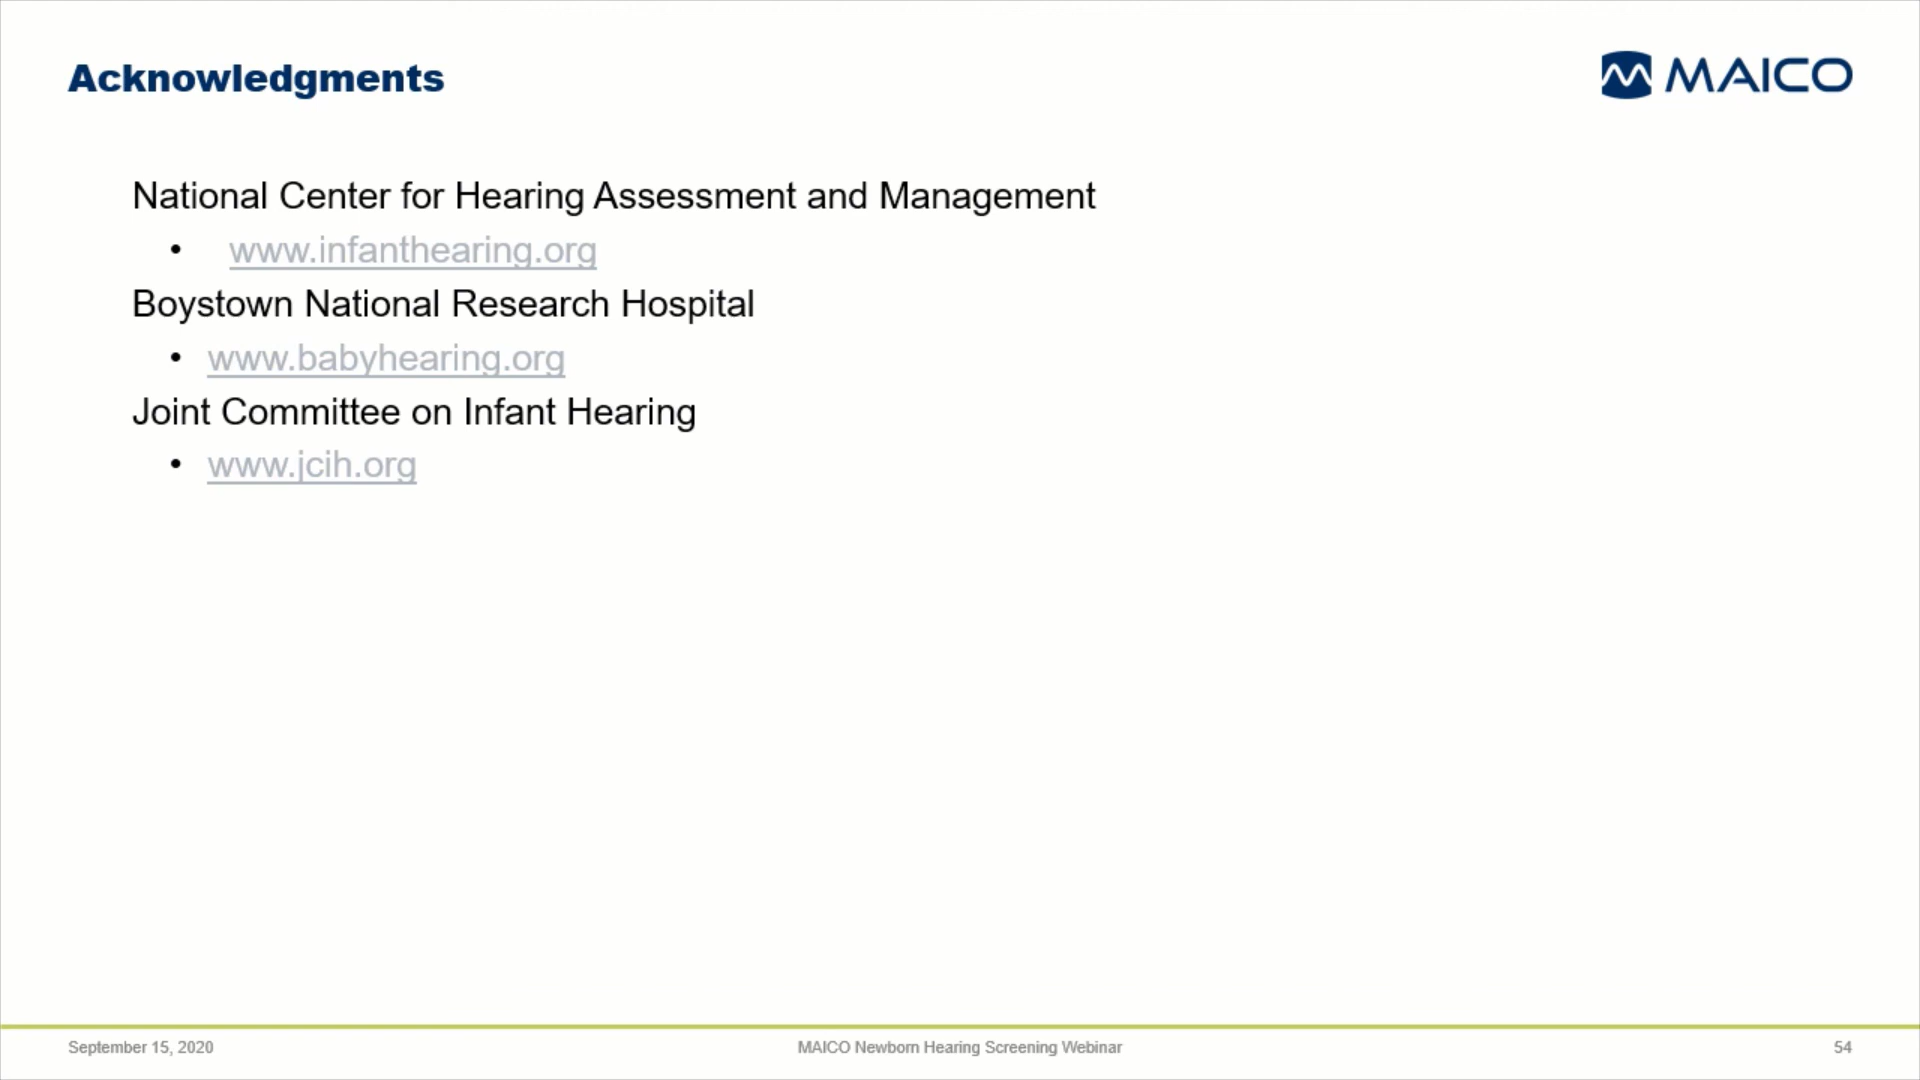 Acknowledgments
MAICO
National Center for Hearing Assessment and Management
• www.infanthearing.org
Boystown National Research Hospital
• www.babyhearing.org
Joint Committee on Infant Hearing
• www.jcih.org
September 15, 2020
MAICO Newborn Hearing Screening Webinar
54